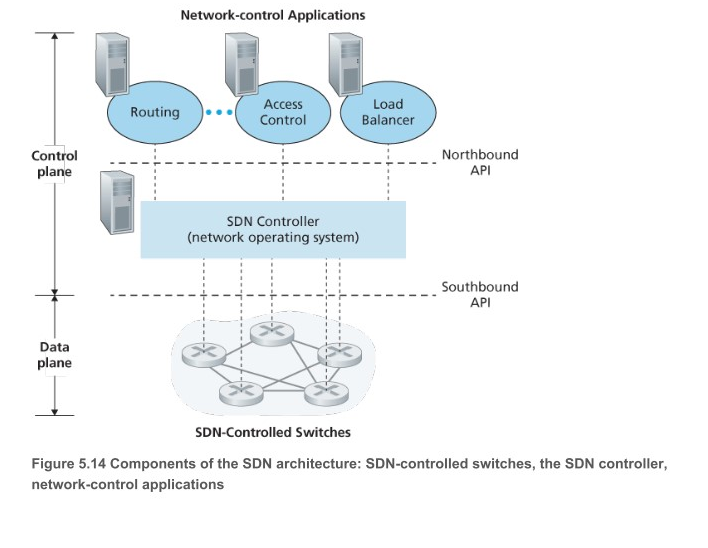 Network-control Applications
Routing
Access
Control
Load
Balancer
Control
plane
Northbound
API
SDN Controller
(network operating system)
Southbound
API
Data
plane
SDN-Controlled Switches
Figure 5.14 Components of the SDN architecture: SDN-controlled switches, the SDN controller,
network-control applications